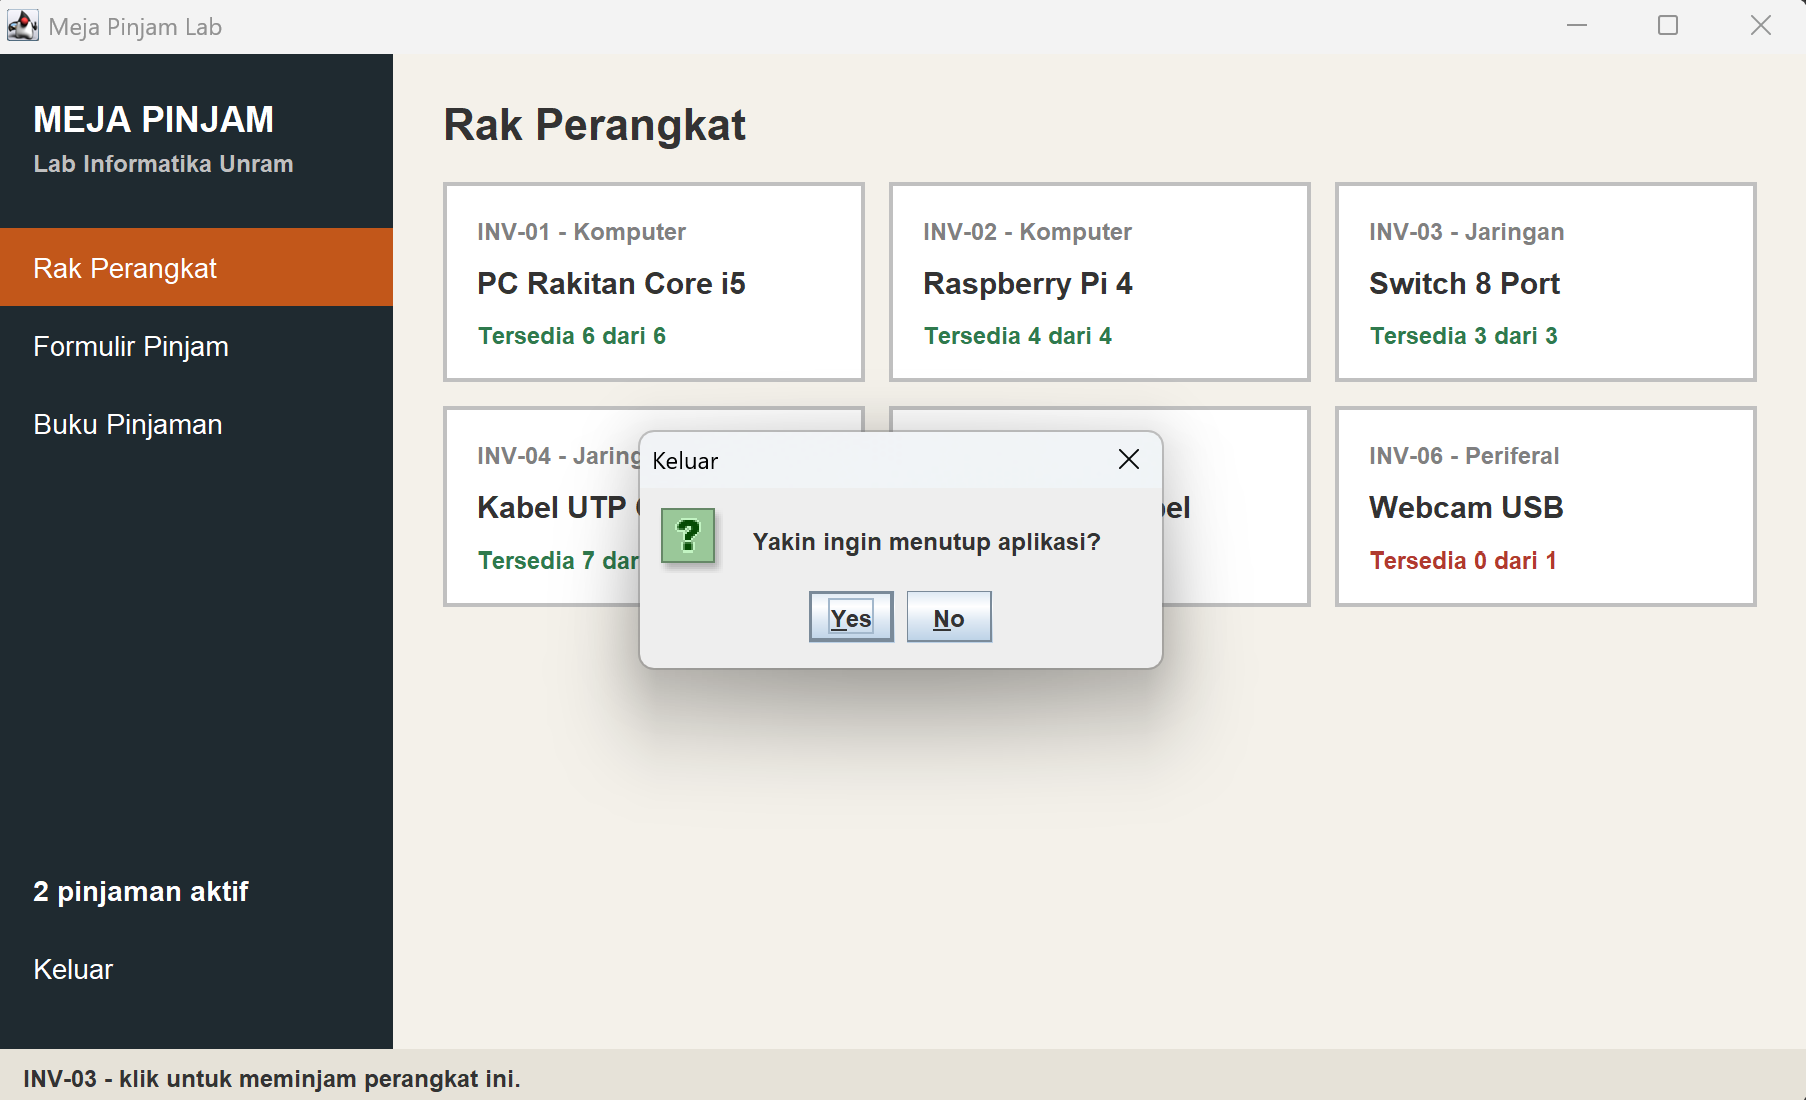 Meja Pinjam Lab
MEJA PINJAM
Lab Informatika Unram
Rak Perangkat
Formulir Pinjam
Buku Pinjaman
2 pinjaman aktif
Keluar
Rak Perangkat
INV-01 - Komputer
PC Rakitan Core i5
Tersedia 6 dari 6
INV-02 - Komputer
Raspberry Pi 4
Tersedia 4 dari 4
INV-03 - Jaringan
Switch 8 Port
Tersedia 3 dari 3
INV-04 -
Kabel UTP
Tersedia 7
INV-06 - Periferal
Webcam USB
Tersedia 0 dari 1
Keluar
?
Yakin ingin menutup aplikasi?
Yes
No
INV-03 - klik untuk meminjam perangkat ini.